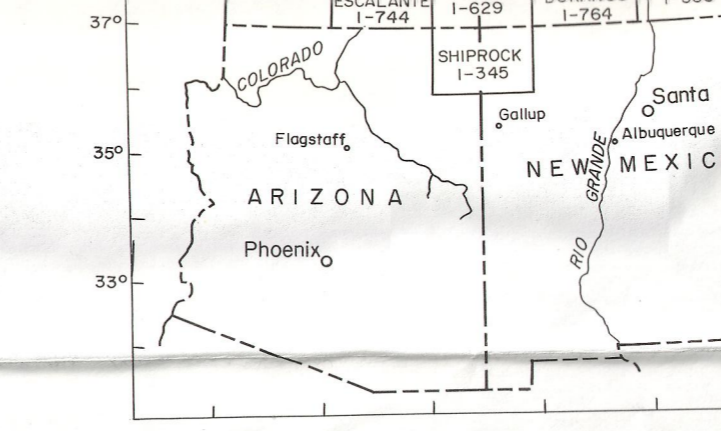 ESCALANTE
I-744
I-629
I-764
37°
SHIPROCK
I-345
COLORADO
Santa
Gallup
Flagstaff
Albuquerque
35°
NEW MEXIC
ARIZONA
RIO GRANDE
Phoenix
33°